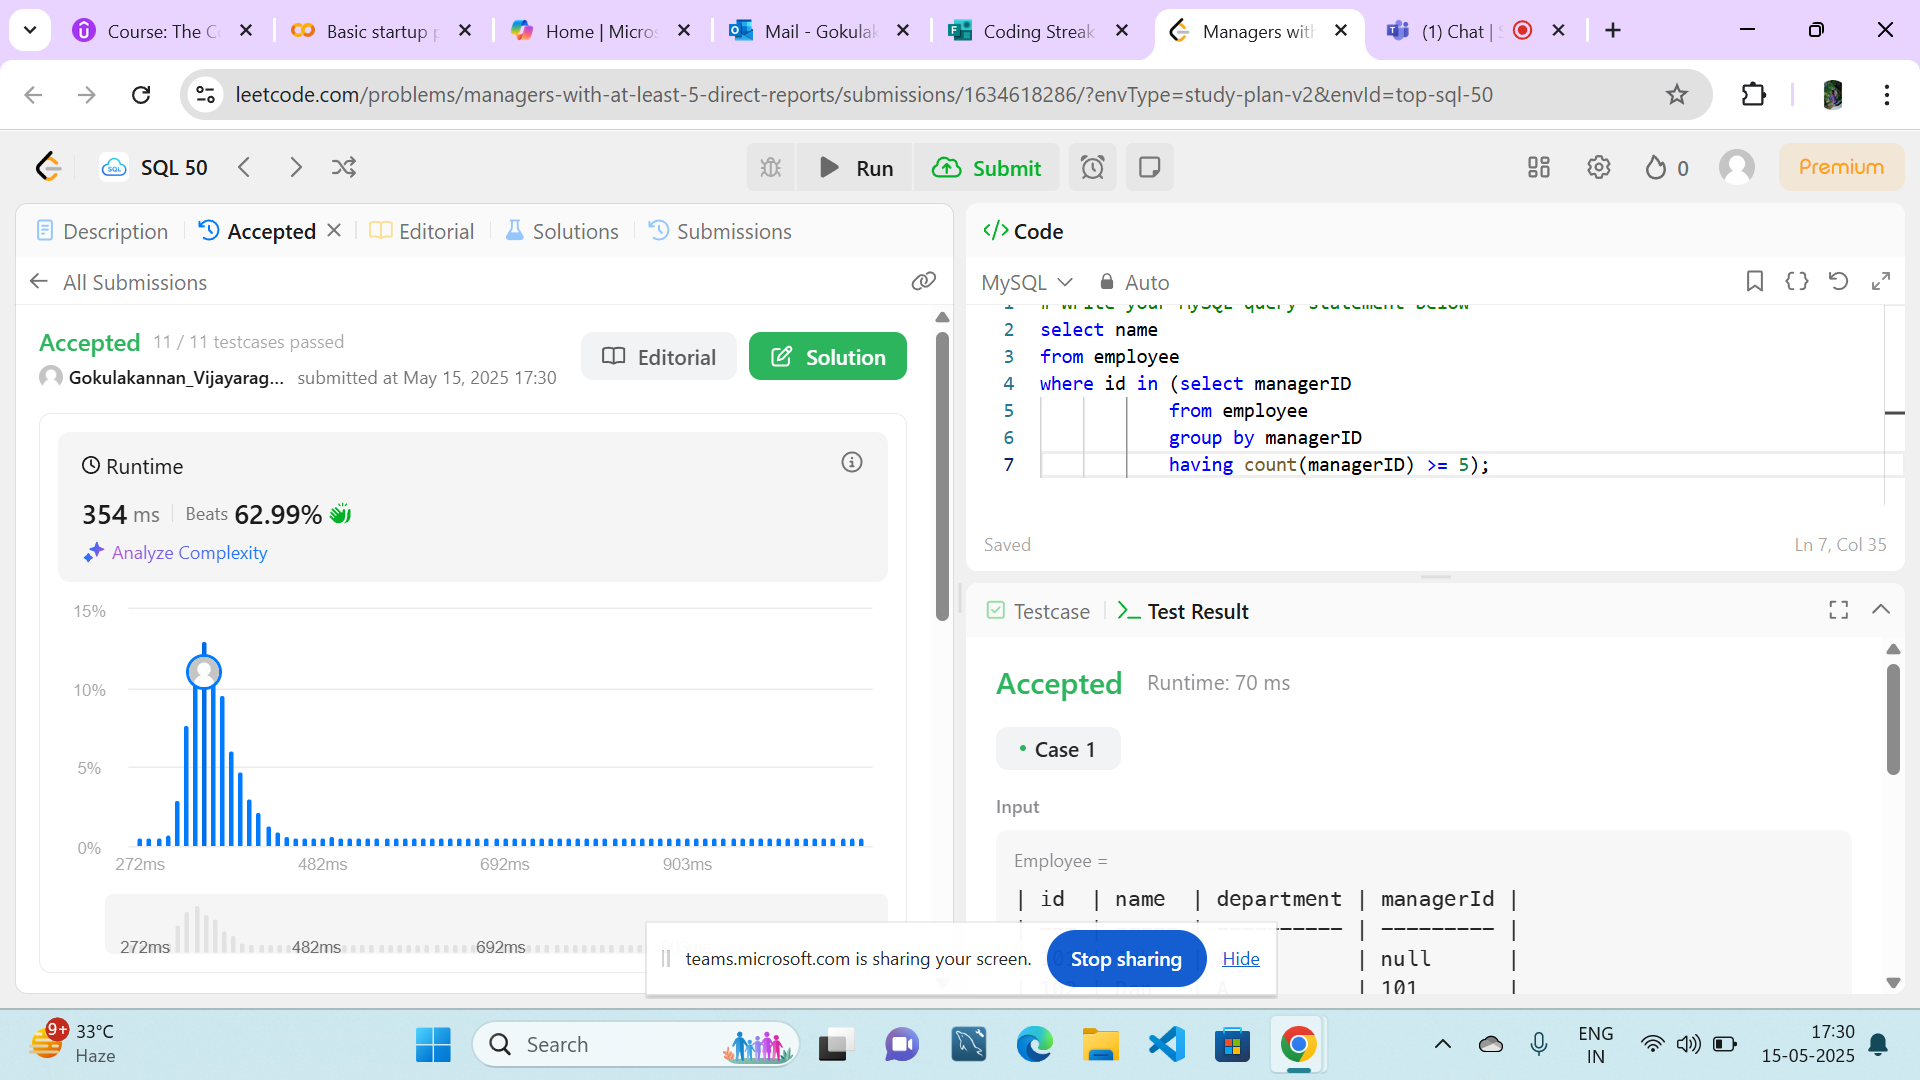 Course: The C
Basic startup p
Home | Micros
Mail - Gokulak
Coding Streak
Managers wit
(1) Chat | S
leetcode.com/problems/managers-with-at-least-5-direct-reports/submissions/1634618286/?envType=study-plan-v2&envId=top-sql-50
SQL
SQL 50
Run
Submit
0
Premium
Description
Accepted
Editorial
Solutions
Submissions
All Submissions
Accepted 11 / 11 testcases passed
Gokulakannan_Vijayarag... submitted at May 15, 2025 17:30
Editorial
Solution
Runtime
354 ms Beats 62.99%
Analyze Complexity
15%
10%
5%
0%
272ms 482ms 692ms 903ms
272ms 482ms 692ms
</> Code
MySQL Auto
1 # Write your MySQL query statement below
2 select name
3 from employee
4 where id in (select managerID
5 from employee
6 group by managerID
7 having count(managerID) >= 5);
Saved
Ln 7, Col 35
Testcase
Test Result
Accepted Runtime: 70 ms
Case 1
Input
Employee =
| id | name | department | managerId |
---------- | --------- |
| null |
| Dan | A | 101 |
teams.microsoft.com is sharing your screen.
Stop sharing
Hide
9+
33°C
Haze
Search
ENG
IN
17:30
15-05-2025